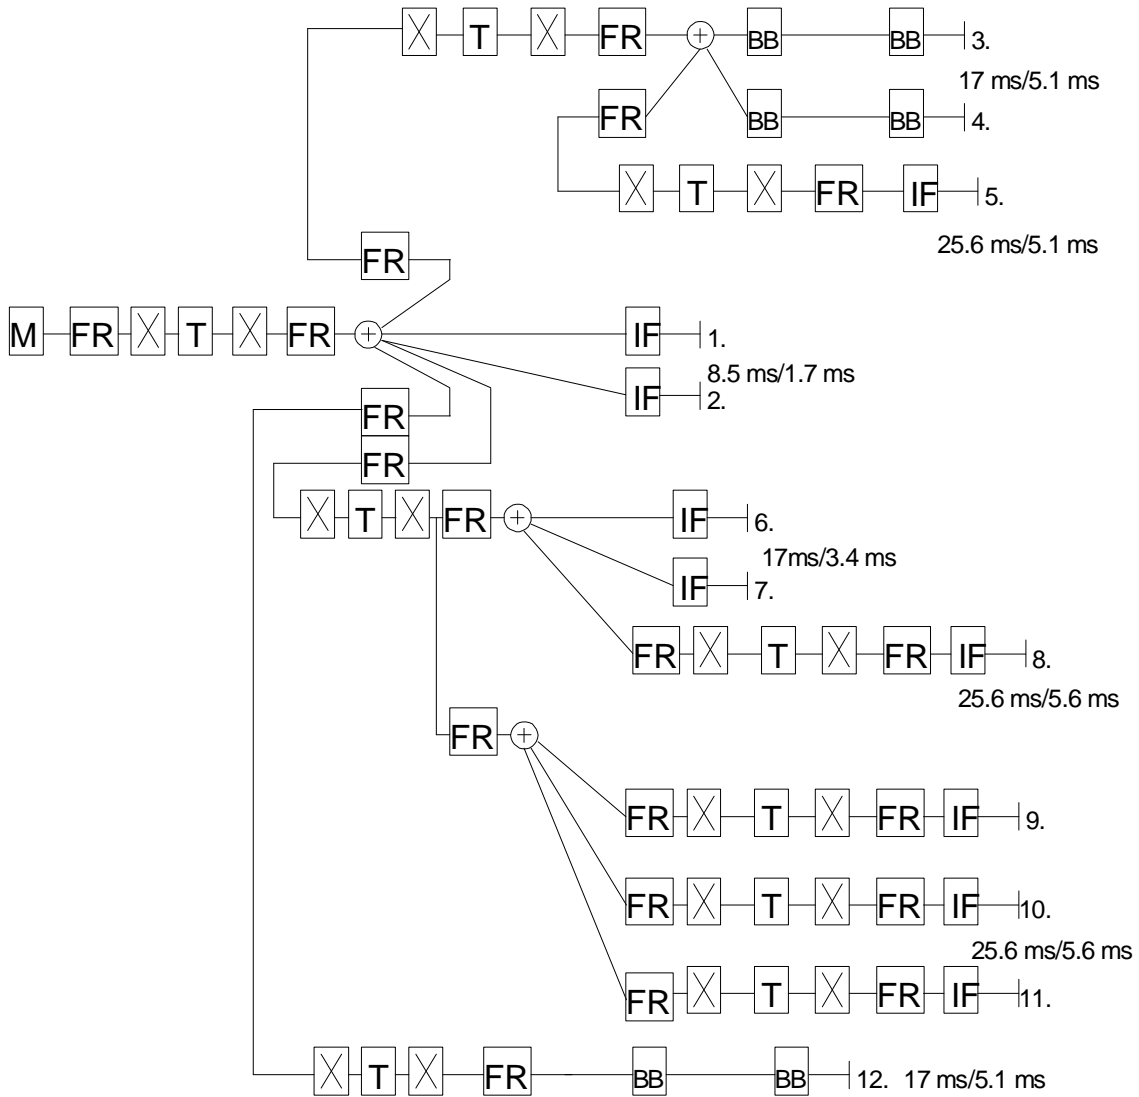 T FR BB BB 3.
17 ms/5.1 ms
FR BB BB 4.
T FR IF 5.
25.6 ms/5.1 ms
FR
M FR T FR IF 1.
8.5 ms/1.7 ms
IF 2.
FR
FR
T FR IF 6.
17ms/3.4 ms
IF 7.
FR T FR IF 8.
25.6 ms/5.6 ms
FR
FR T FR IF 9.
FR T FR IF 10.
25.6 ms/5.6 ms
FR T FR IF 11.
T FR BB BB 12. 17 ms/5.1 ms